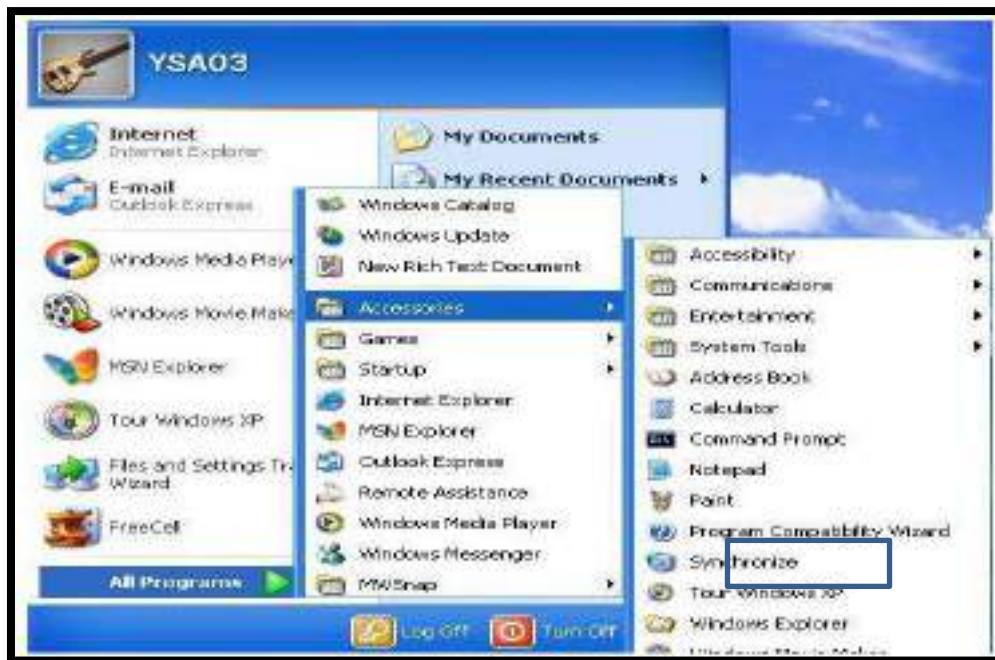 YSA03
Internet
Internet Explorer
E-mail
Outlook Express
Windows Media Playe
Windows Movie Make
MSN Explorer
Tour Windows XP
Files and Settings Tr
Wizard
FreeCell
All Programs
My Documents
My Recent Documents
Windows Catalog
Windows Update
New Rich Text Document
Accessories
Games
Startup
Internet Explorer
MSN Explorer
Outlook Express
Remote Assistance
Windows Media Player
Windows Messenger
MWSnap
Accessibility
Communications
Entertainment
System Tools
Address Book
Calculator
Command Prompt
Notepad
Paint
Program Compatibility Wizard
Synchronize
Tour Windows XP
Windows Explorer
Windows Movie Maker
Log Off
Turn Off